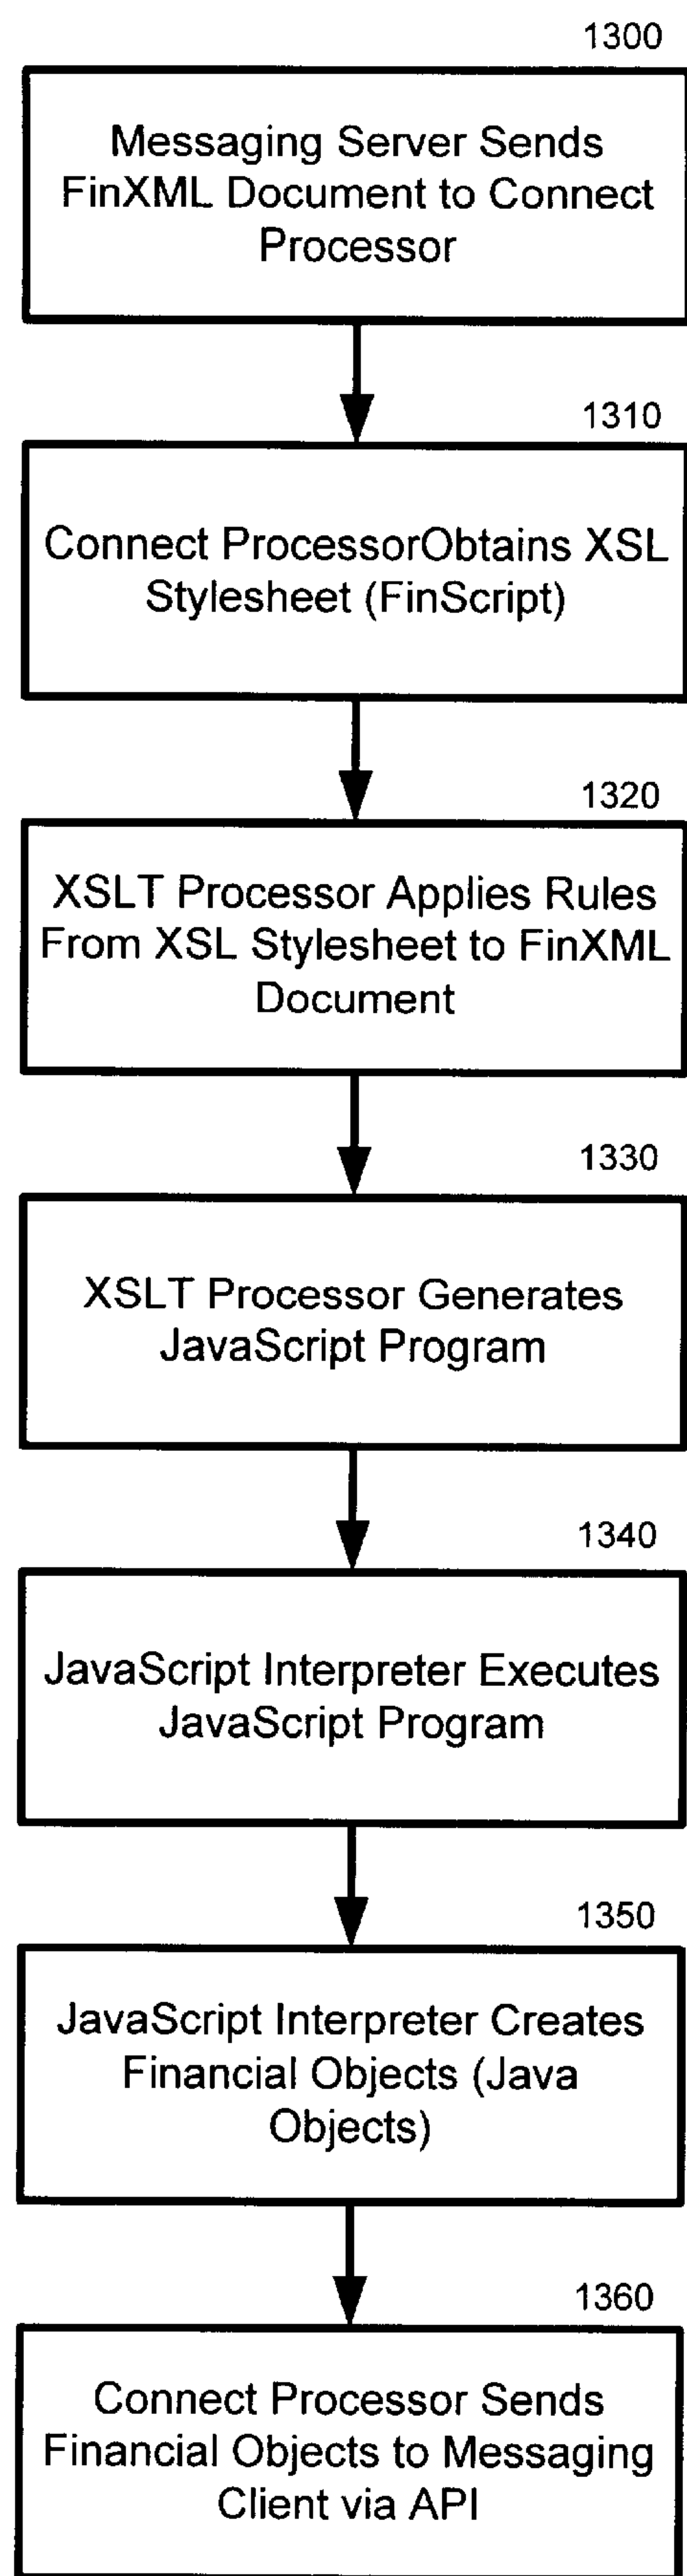 1300
Messaging Server Sends
FinXML Document to Connect
Processor
1310
Connect ProcessorObtains XSL
Stylesheet (FinScript)
1320
XSLT Processor Applies Rules
From XSL Stylesheet to FinXML
Document
1330
XSLT Processor Generates
JavaScript Program
1340
JavaScript Interpreter Executes
JavaScript Program
1350
JavaScript Interpreter Creates
Financial Objects (Java
Objects)
1360
Connect Processor Sends
Financial Objects to Messaging
Client via API